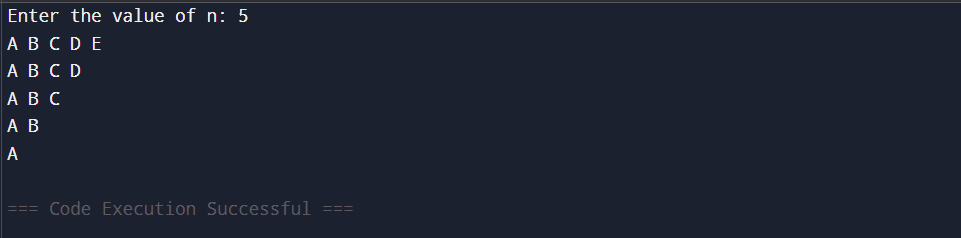 Enter the value of n: 5
A B C D E
A B C D
A B C
A B
A
=== Code Execution Successful ===